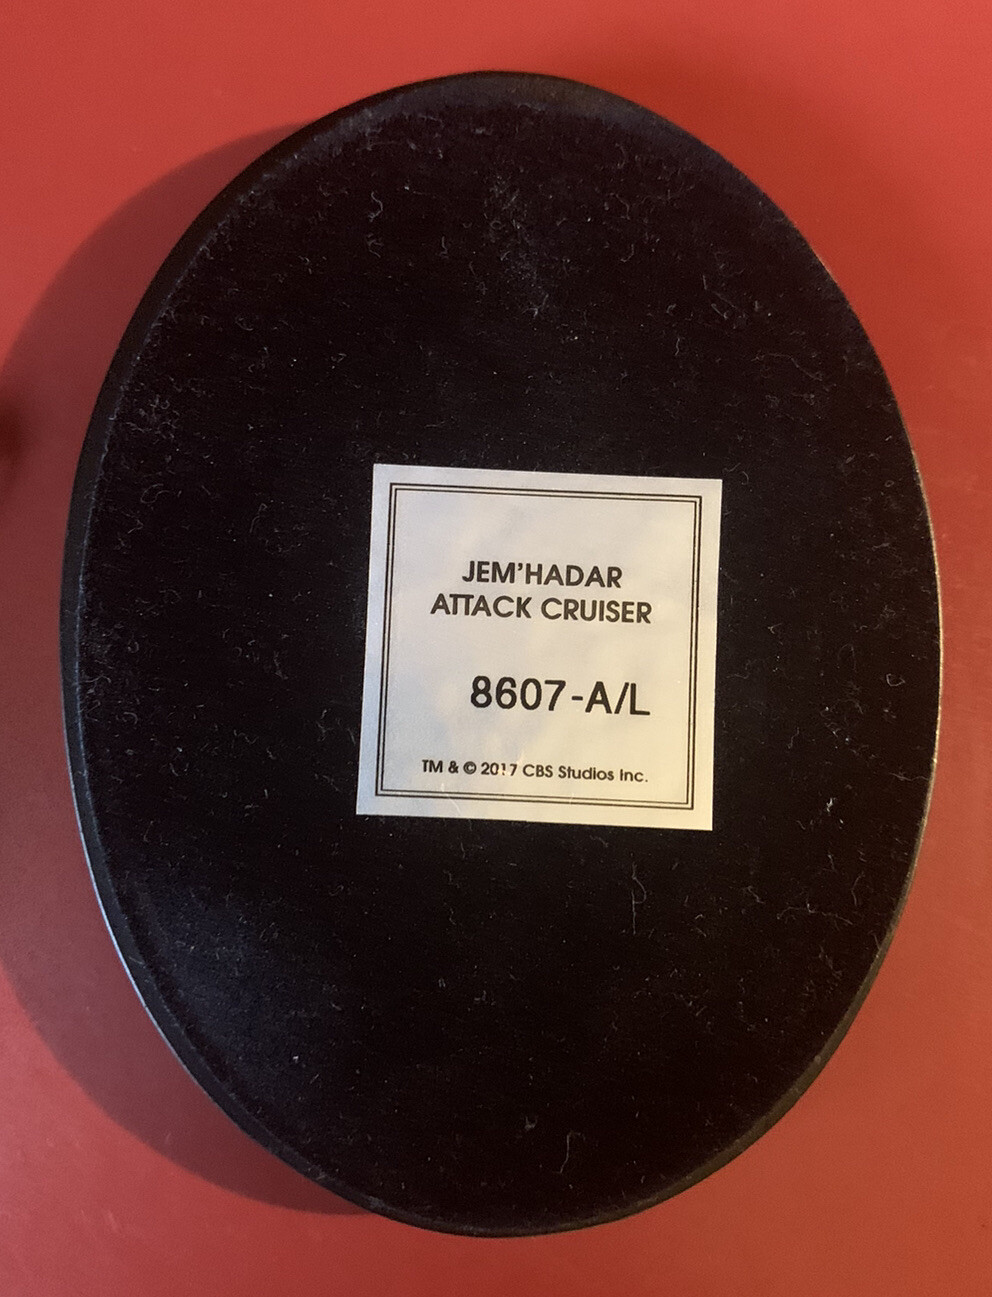 JEM'HADAR
ATTACK CRUISER
8607-A/L
TM & © 2017 CBS Studios Inc.